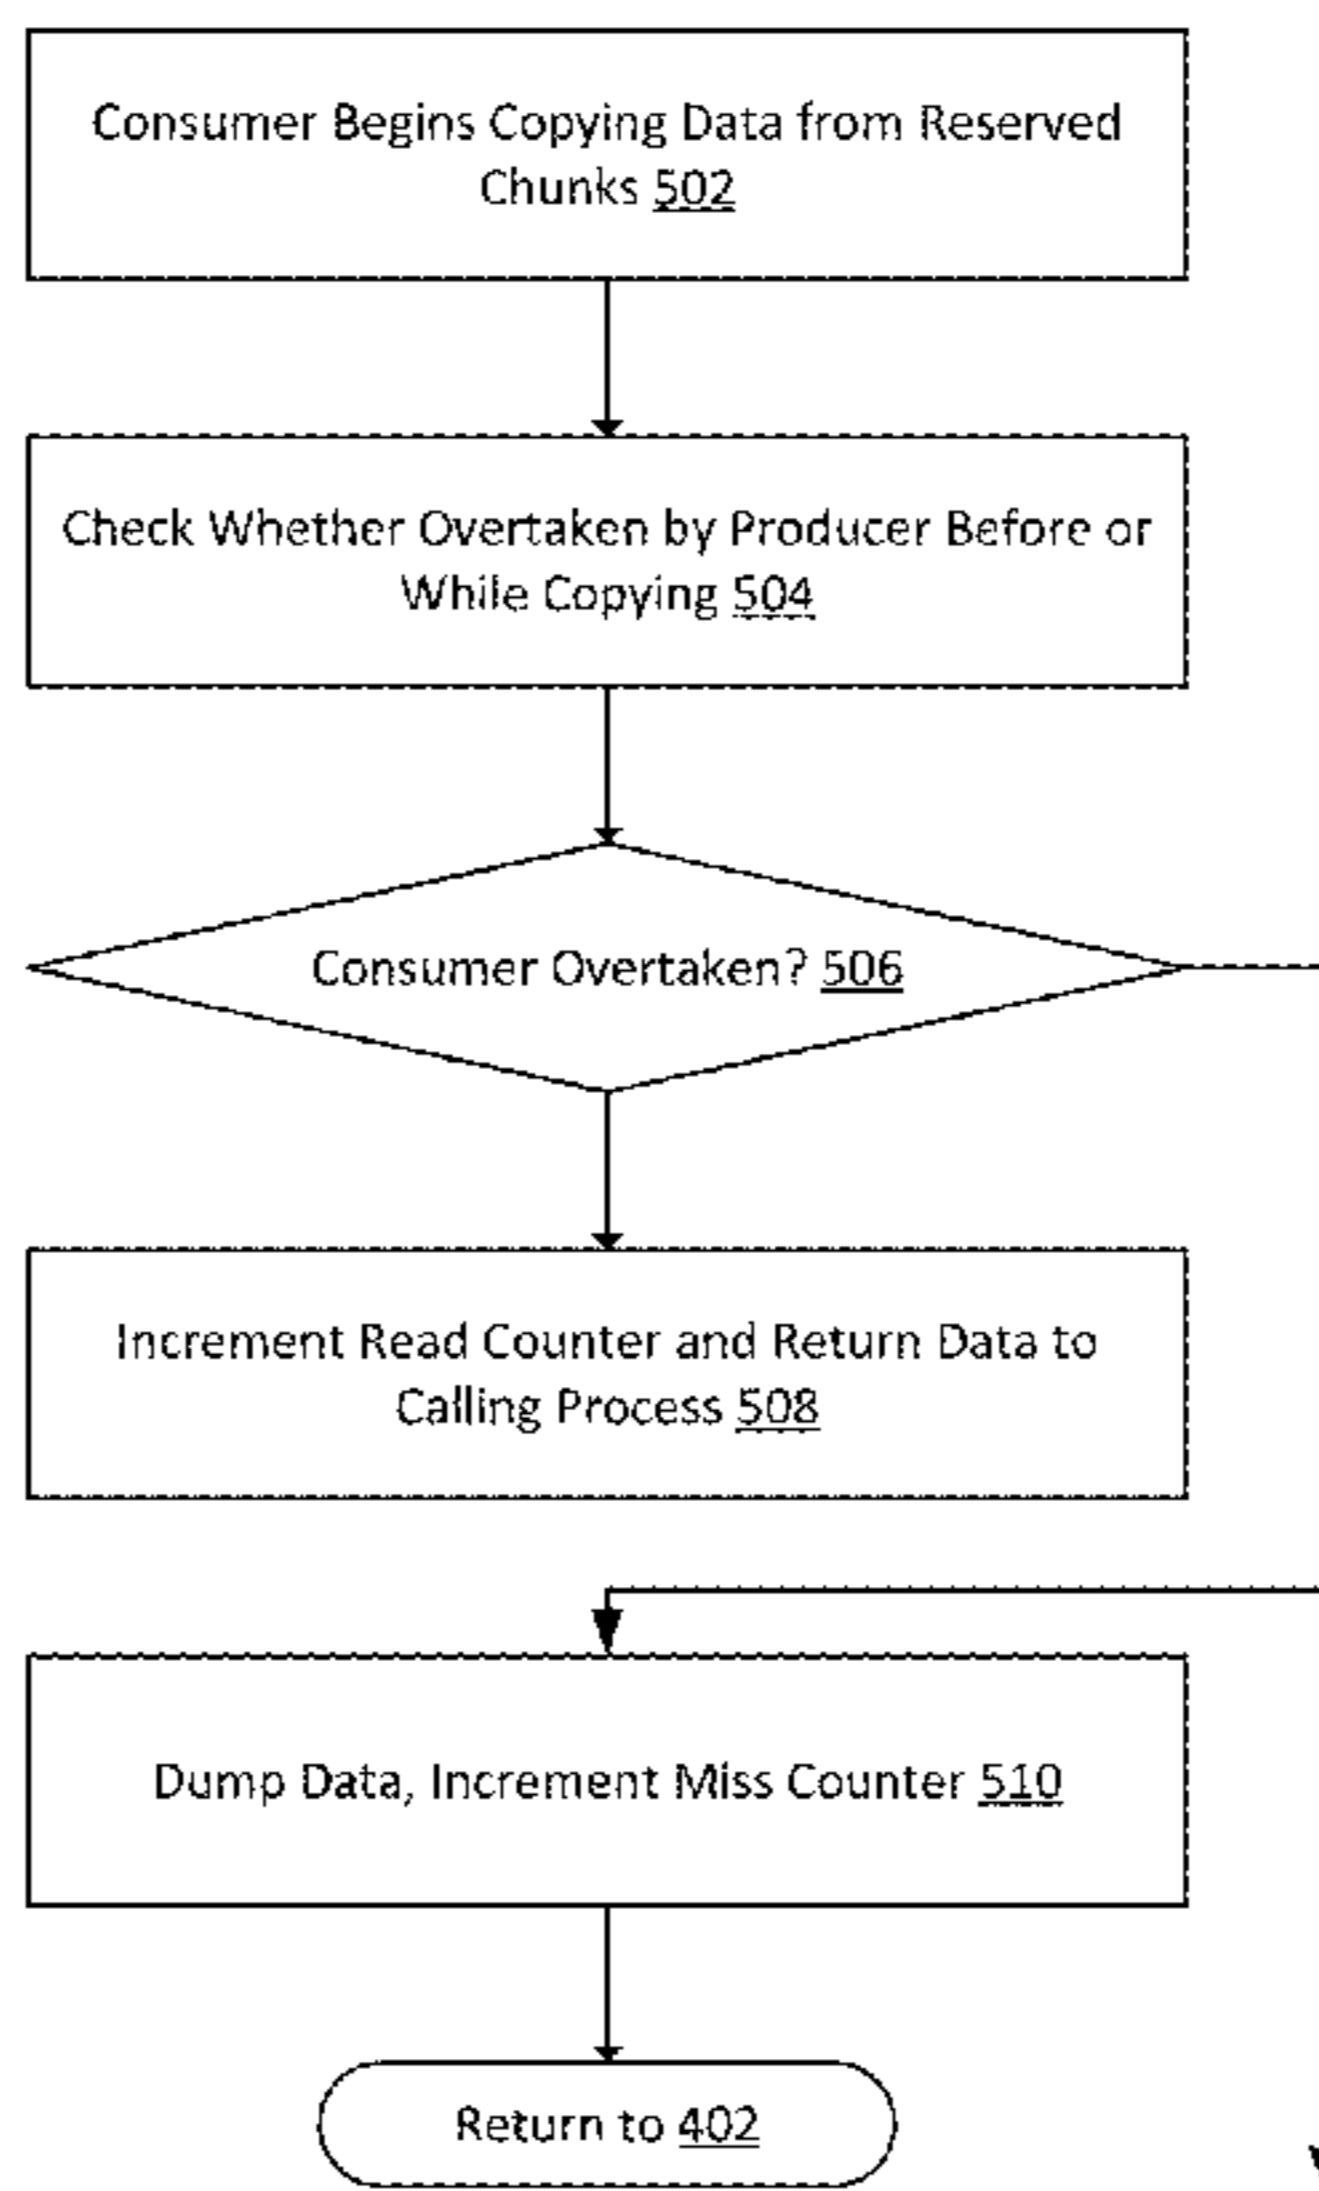 Consumer Begins Copying Data from Reserved
Chunks 502
Check Whether Overtaken by Producer Before or
While Copying 504
Consumer Overtaken? 506
Increment Read Counter and Return Data to
Calling Process 508
Dump Data, Increment Miss Counter 510
Return to 402